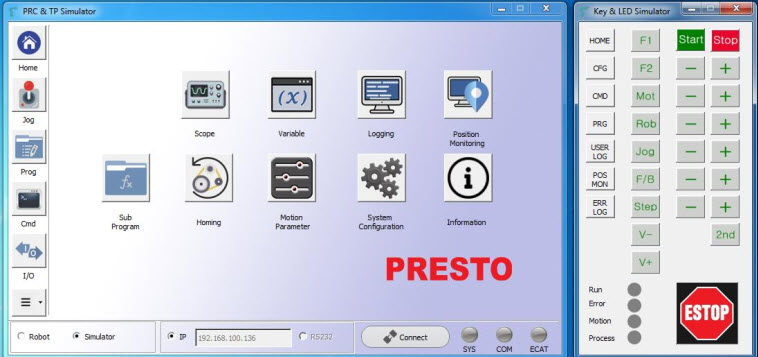 PRC & TP Simulator
Home
Jog
Prog
Cmd
I/O
Scope
(X)
Variable
Logging
Position
Monitoring
fx
Sub
Program
Homing
Motion
Parameter
System
Configuration
Information
PRESTO
Robot
Simulator
IP
192.168.100.136
RS232
Connect
SYS
COM
ECAT
Key & LED Simulator
HOME F1 Start Stop
CFG F2 — +
CMD Mot — +
PRG Rob — +
USER
LOG Jog — +
POS
MON F/B — +
ERR
LOG Step — +
V− 2nd
V+
Run
Error
Motion
Process
ESTOP